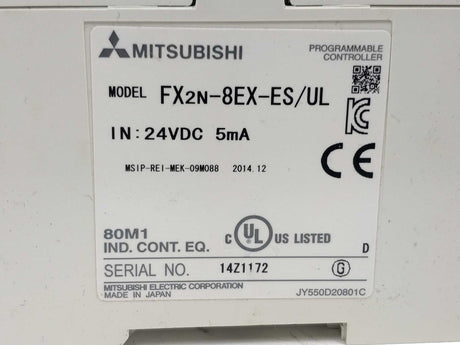 MITSUBISHI
PROGRAMMABLE
CONTROLLER
MODEL FX2N-8EX-ES/UL
IN: 24VDC 5mA
MSIP-REI-MEK-09M088 2014.12
CE
80M1
IND. CONT. EQ.
C UL US LISTED
D
SERIAL NO. 14Z1172 G
MITSUBISHI ELECTRIC CORPORATION
MADE IN JAPAN
JY550D20801C